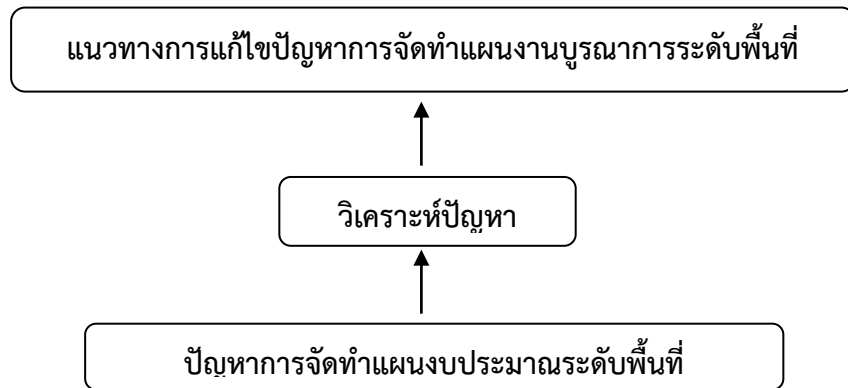 แนวทางการแก้ไขปัญหาการจัดทำแผนงานบูรณาการระดับพื้นที่
วิเคราะห์ปัญหา
ปัญหาการจัดทำแผนงบประมาณระดับพื้นที่